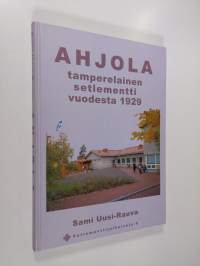 AHJOLA
tamperelainen
setlementti
vuodesta 1929
Sami Uusi-Rauva